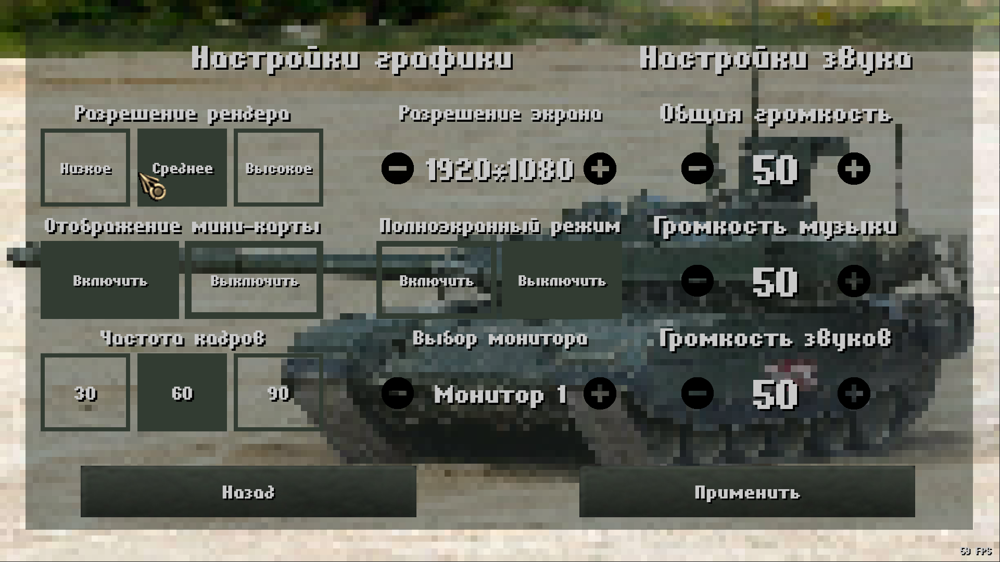 Настройки графики
Настройки звука
Разрешение рендера
Низкое
Среднее
Высокое
Разрешение экрана
1920*1080
Общая громкость
50
Отображение мини-карты
Включить
Выключить
Полноэкранный режим
Включить
Выключить
Громкость музыки
50
Частота кадров
30
60
90
Выбор монитора
Монитор 1
Громкость звуков
50
Назад
Применить
59 FPS